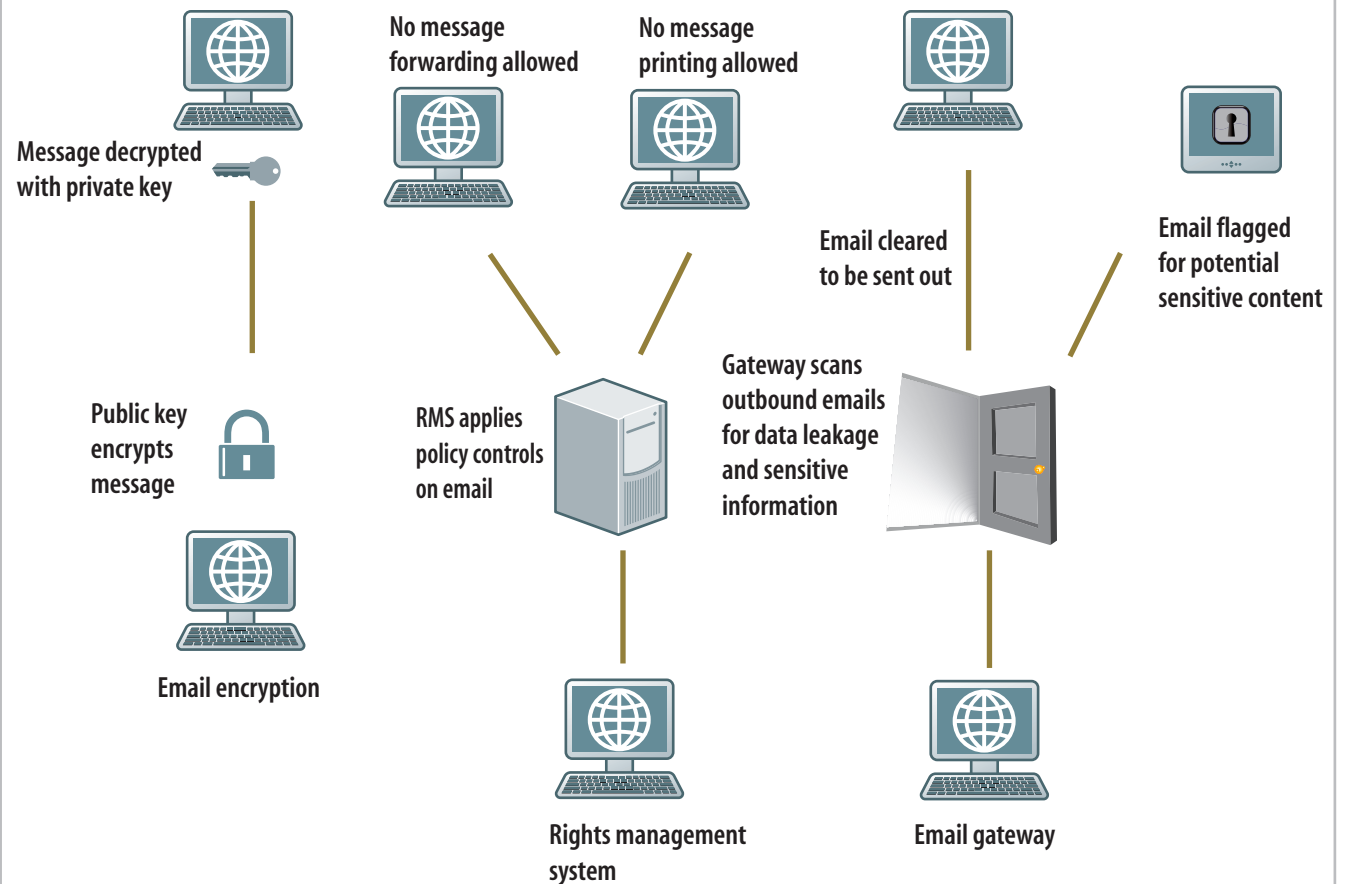 No message
forwarding allowed
No message
printing allowed
Message decrypted
with private key
Email cleared
to be sent out
Email flagged
for potential
sensitive content
Public key
encrypts
message
RMS applies
policy controls
on email
Gateway scans
outbound emails
for data leakage
and sensitive
information
Email encryption
Rights management
system
Email gateway